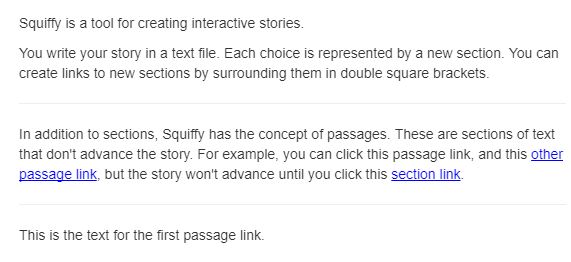 Squiffy is a tool for creating interactive stories.
You write your story in a text file. Each choice is represented by a new section. You can
create links to new sections by surrounding them in double square brackets.
In addition to sections, Squiffy has the concept of passages. These are sections of text
that don't advance the story. For example, you can click this passage link, and this other
passage link, but the story won't advance until you click this section link.
This is the text for the first passage link.